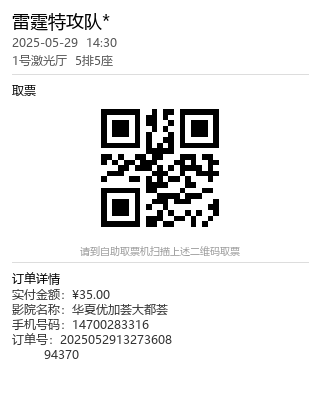 雷霆特攻队*
2025-05-29 14:30
1号激光厅 5排5座
取票
请到自助取票机扫描上述二维码取票
订单详情
实付金额：¥35.00
影院名称：华夏优加荟大都荟
手机号码：14700283316
订单号：2025052913273608
94370